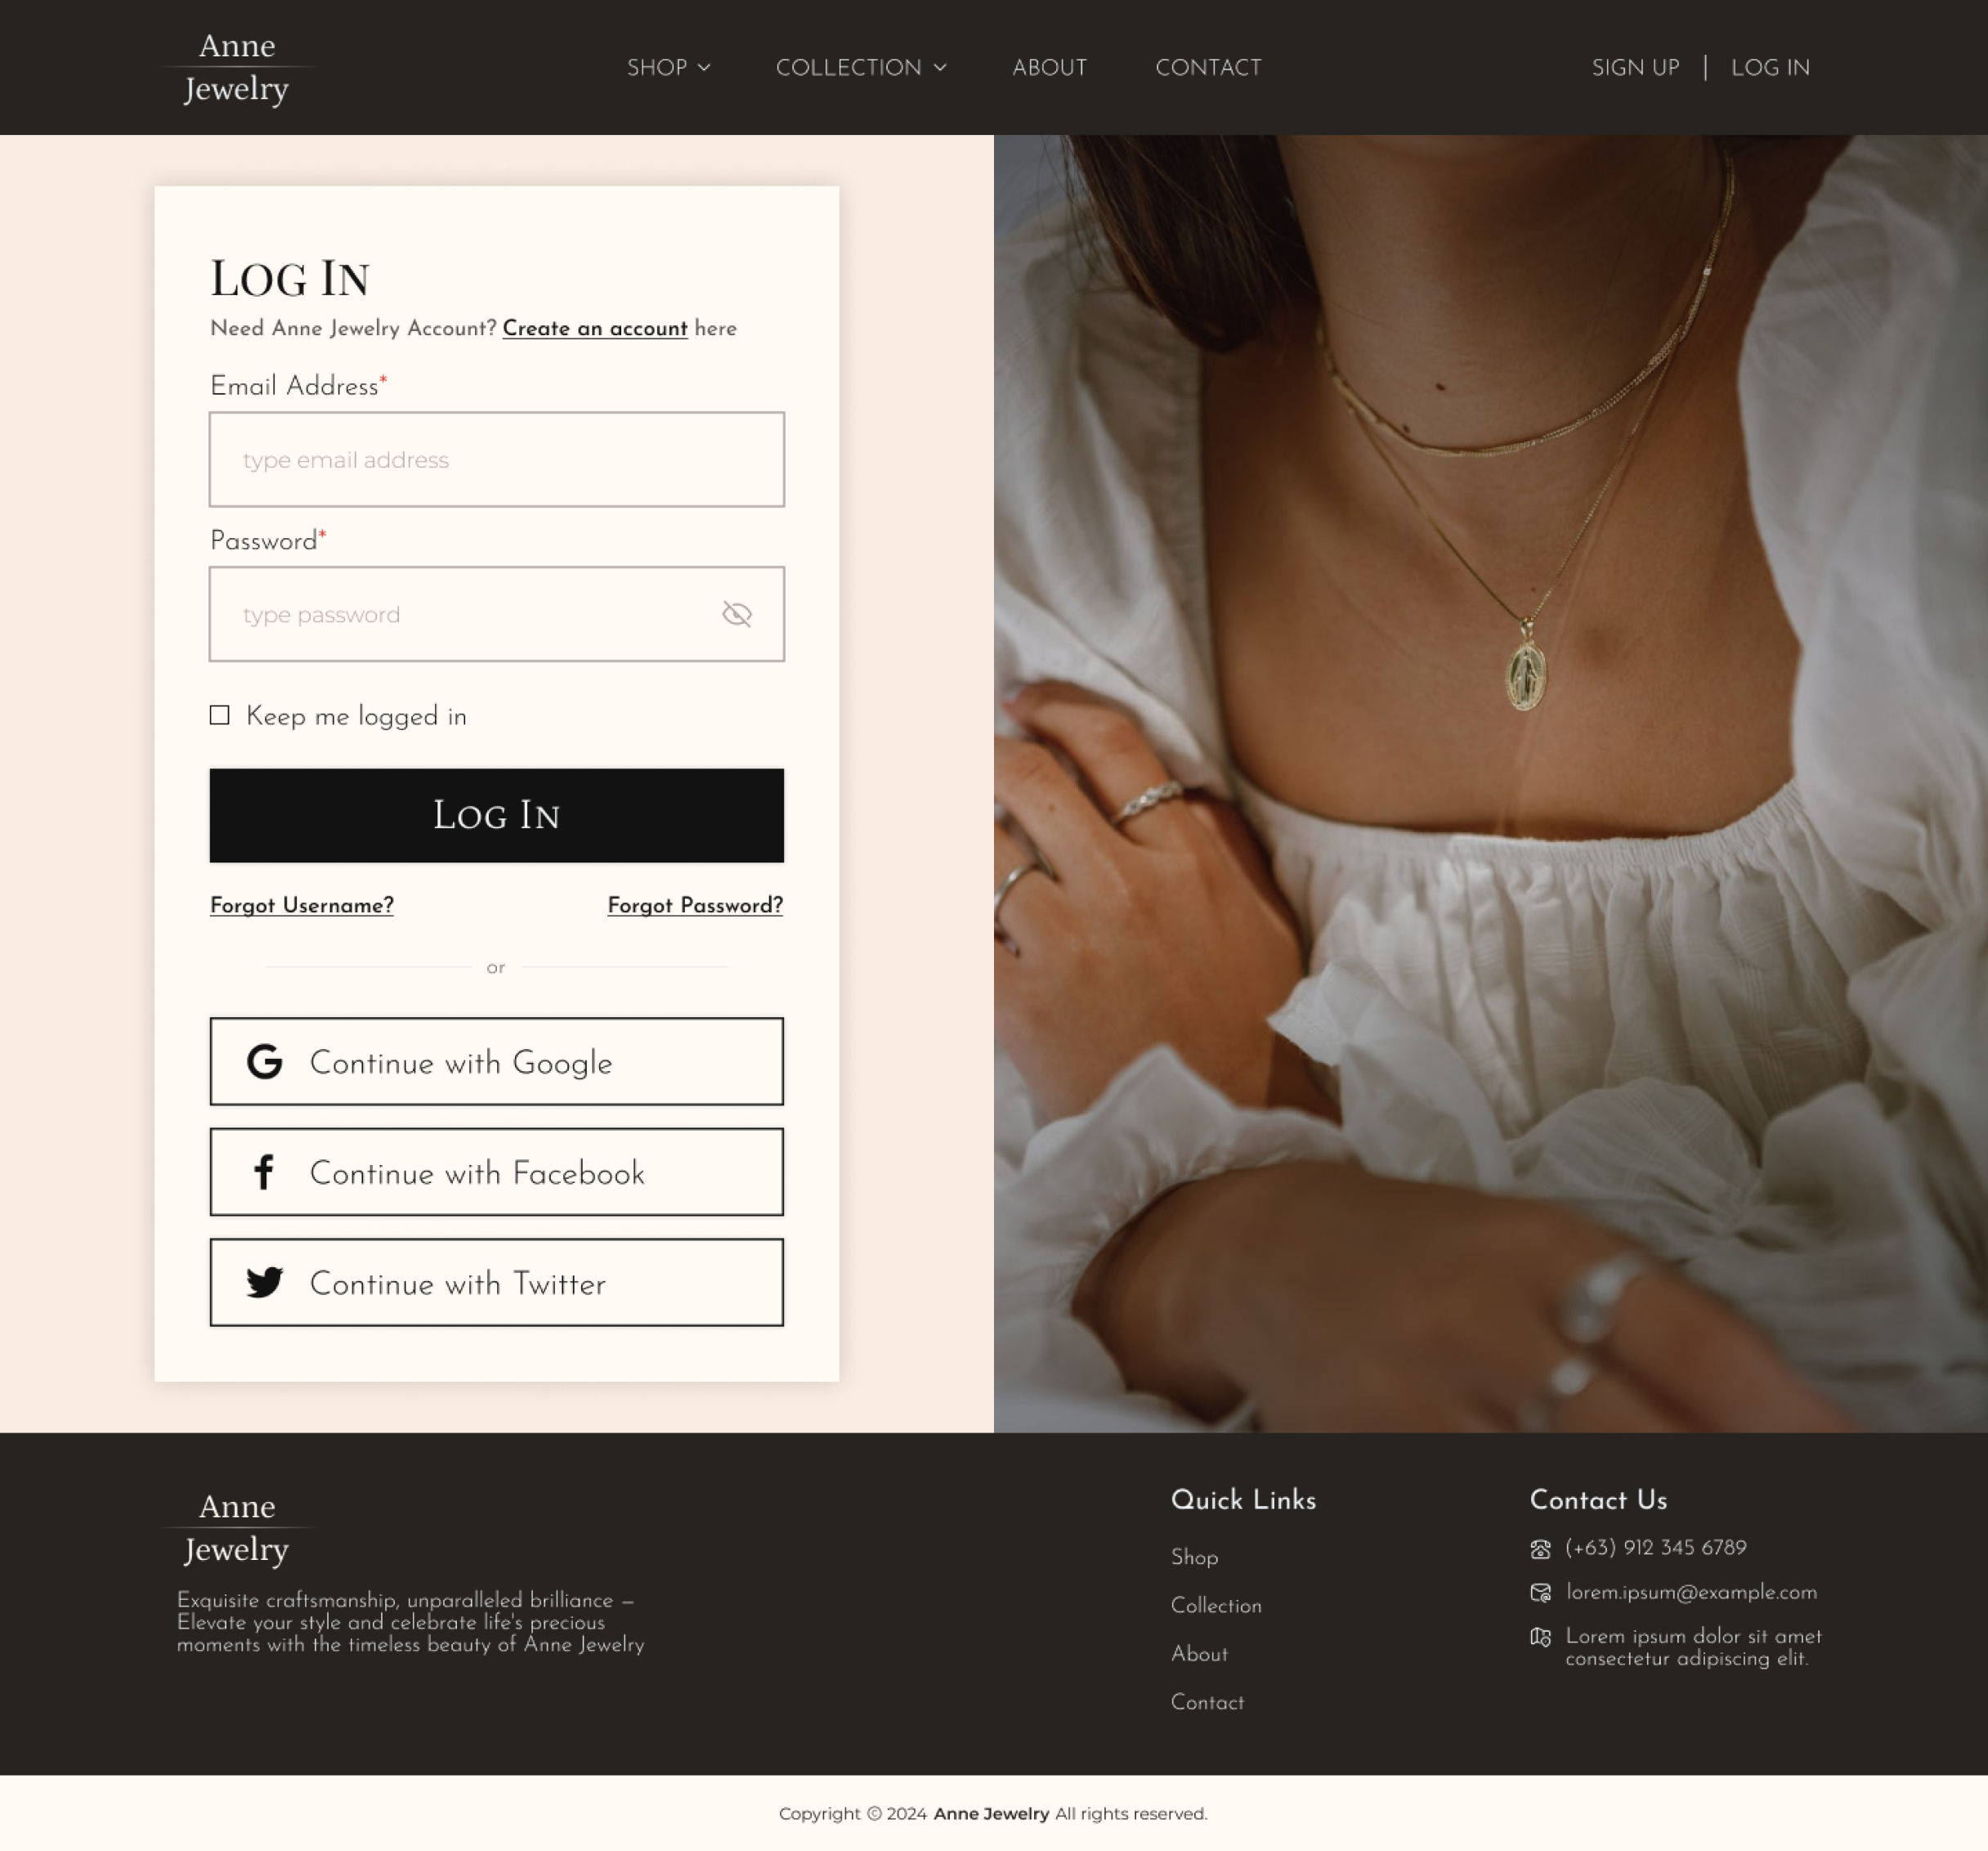 Anne
Jewelry
SHOP
COLLECTION
ABOUT
CONTACT
SIGN UP | LOG IN
Log In
Need Anne Jewelry Account? Create an account here
Email Address*
type email address
Password*
type password
Keep me logged in
Log In
Forgot Username?
Forgot Password?
or
Continue with Google
Continue with Facebook
Continue with Twitter
Anne
Jewelry
Exquisite craftsmanship, unparalleled brilliance –
Elevate your style and celebrate life's precious
moments with the timeless beauty of Anne Jewelry
Quick Links
Shop
Collection
About
Contact
Contact Us
(+63) 912 345 6789
lorem.ipsum@example.com
Lorem ipsum dolor sit amet
consectetur adipiscing elit.
Copyright © 2024 Anne Jewelry All rights reserved.